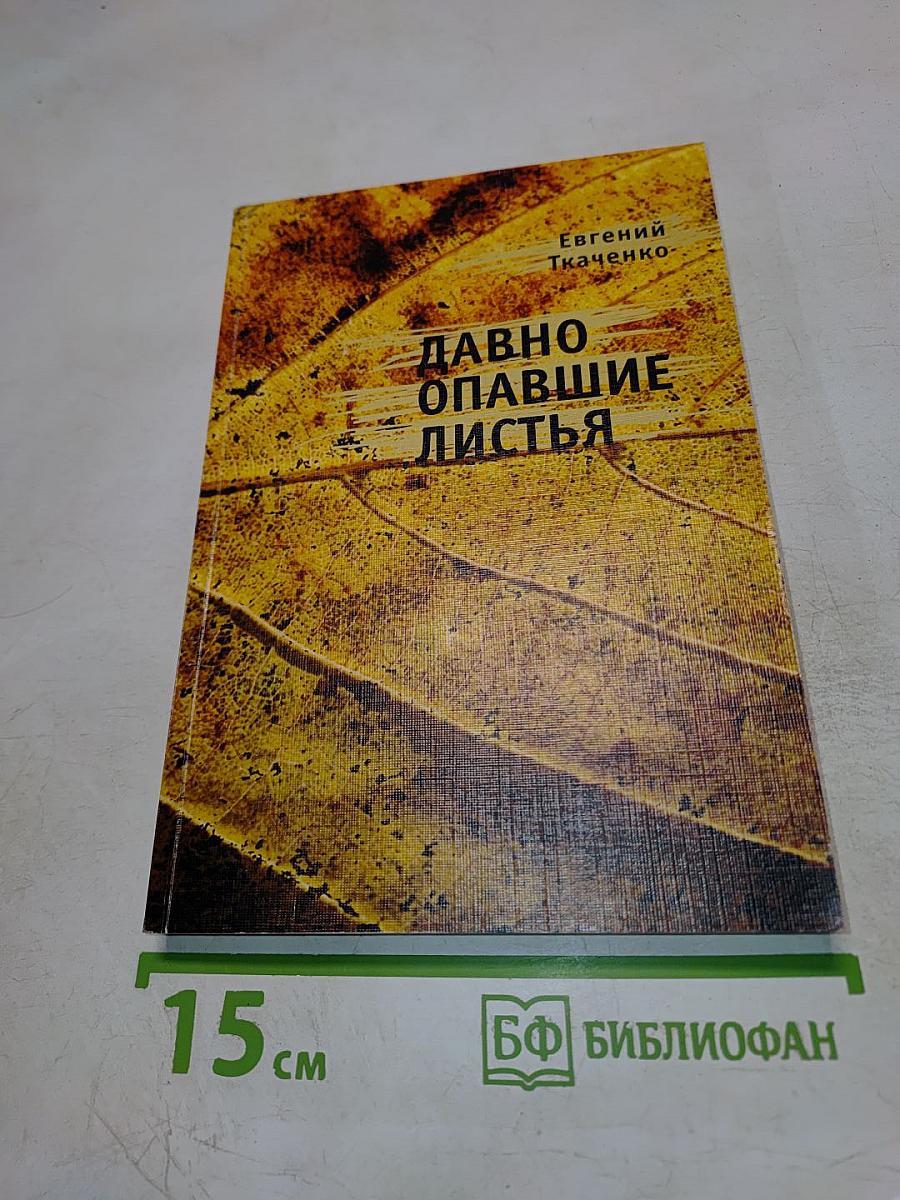 Евгений
Ткаченко
ДАВНО
ОПАВШИЕ
ЛИСТЬЯ
15 см
БФ БИБЛИОФАН